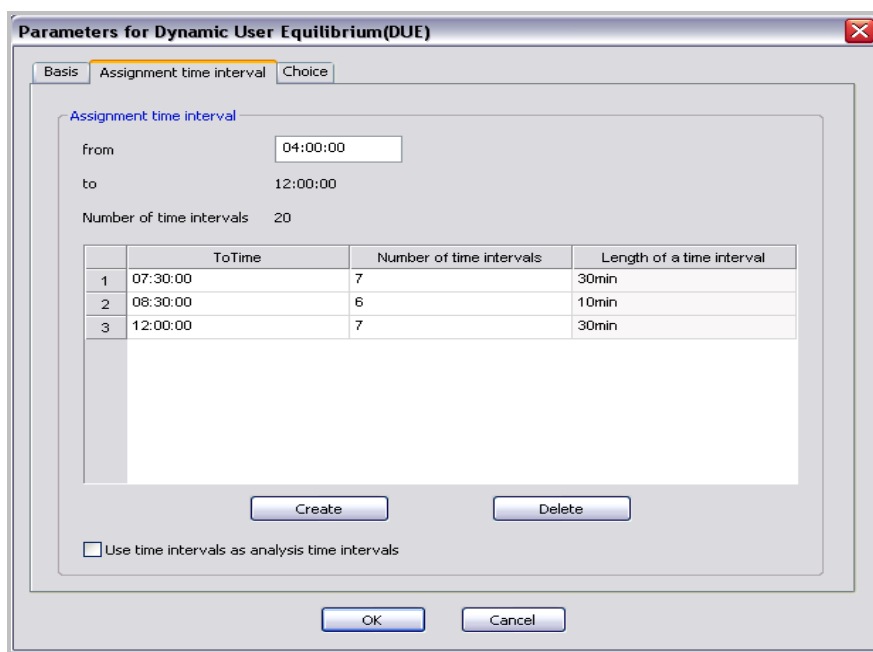 Parameters for Dynamic User Equilibrium(DUE)
Basis Assignment time interval Choice
Assignment time interval
from 04:00:00
to 12:00:00
Number of time intervals 20
ToTime Number of time intervals Length of a time interval
1 07:30:00 7 30min
2 08:30:00 6 10min
3 12:00:00 7 30min
Create Delete
Use time intervals as analysis time intervals
OK Cancel